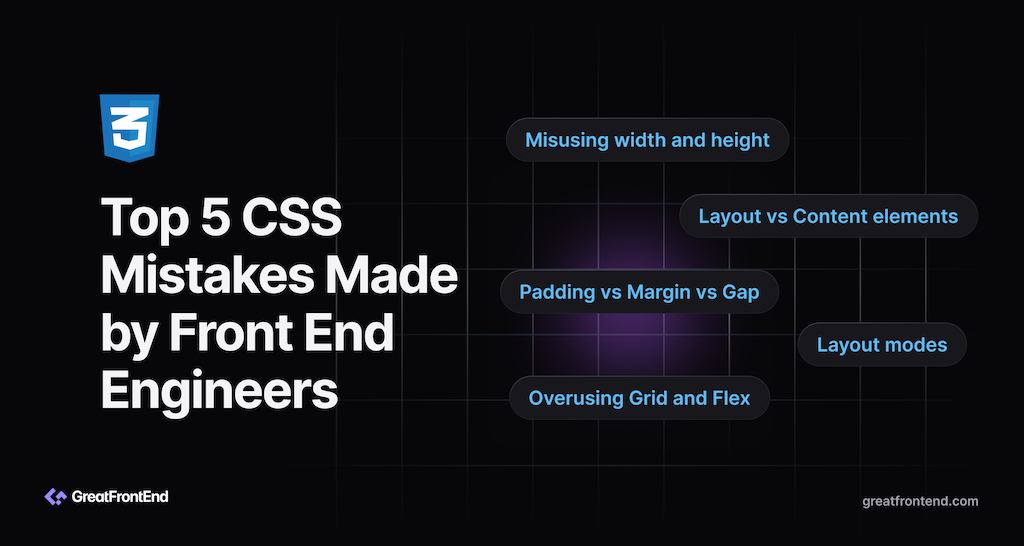 Top 5 CSS
Mistakes Made
by Front End
Engineers
Misusing width and height
Layout vs Content elements
Padding vs Margin vs Gap
Layout modes
Overusing Grid and Flex
GreatFrontEnd
greatfrontend.com